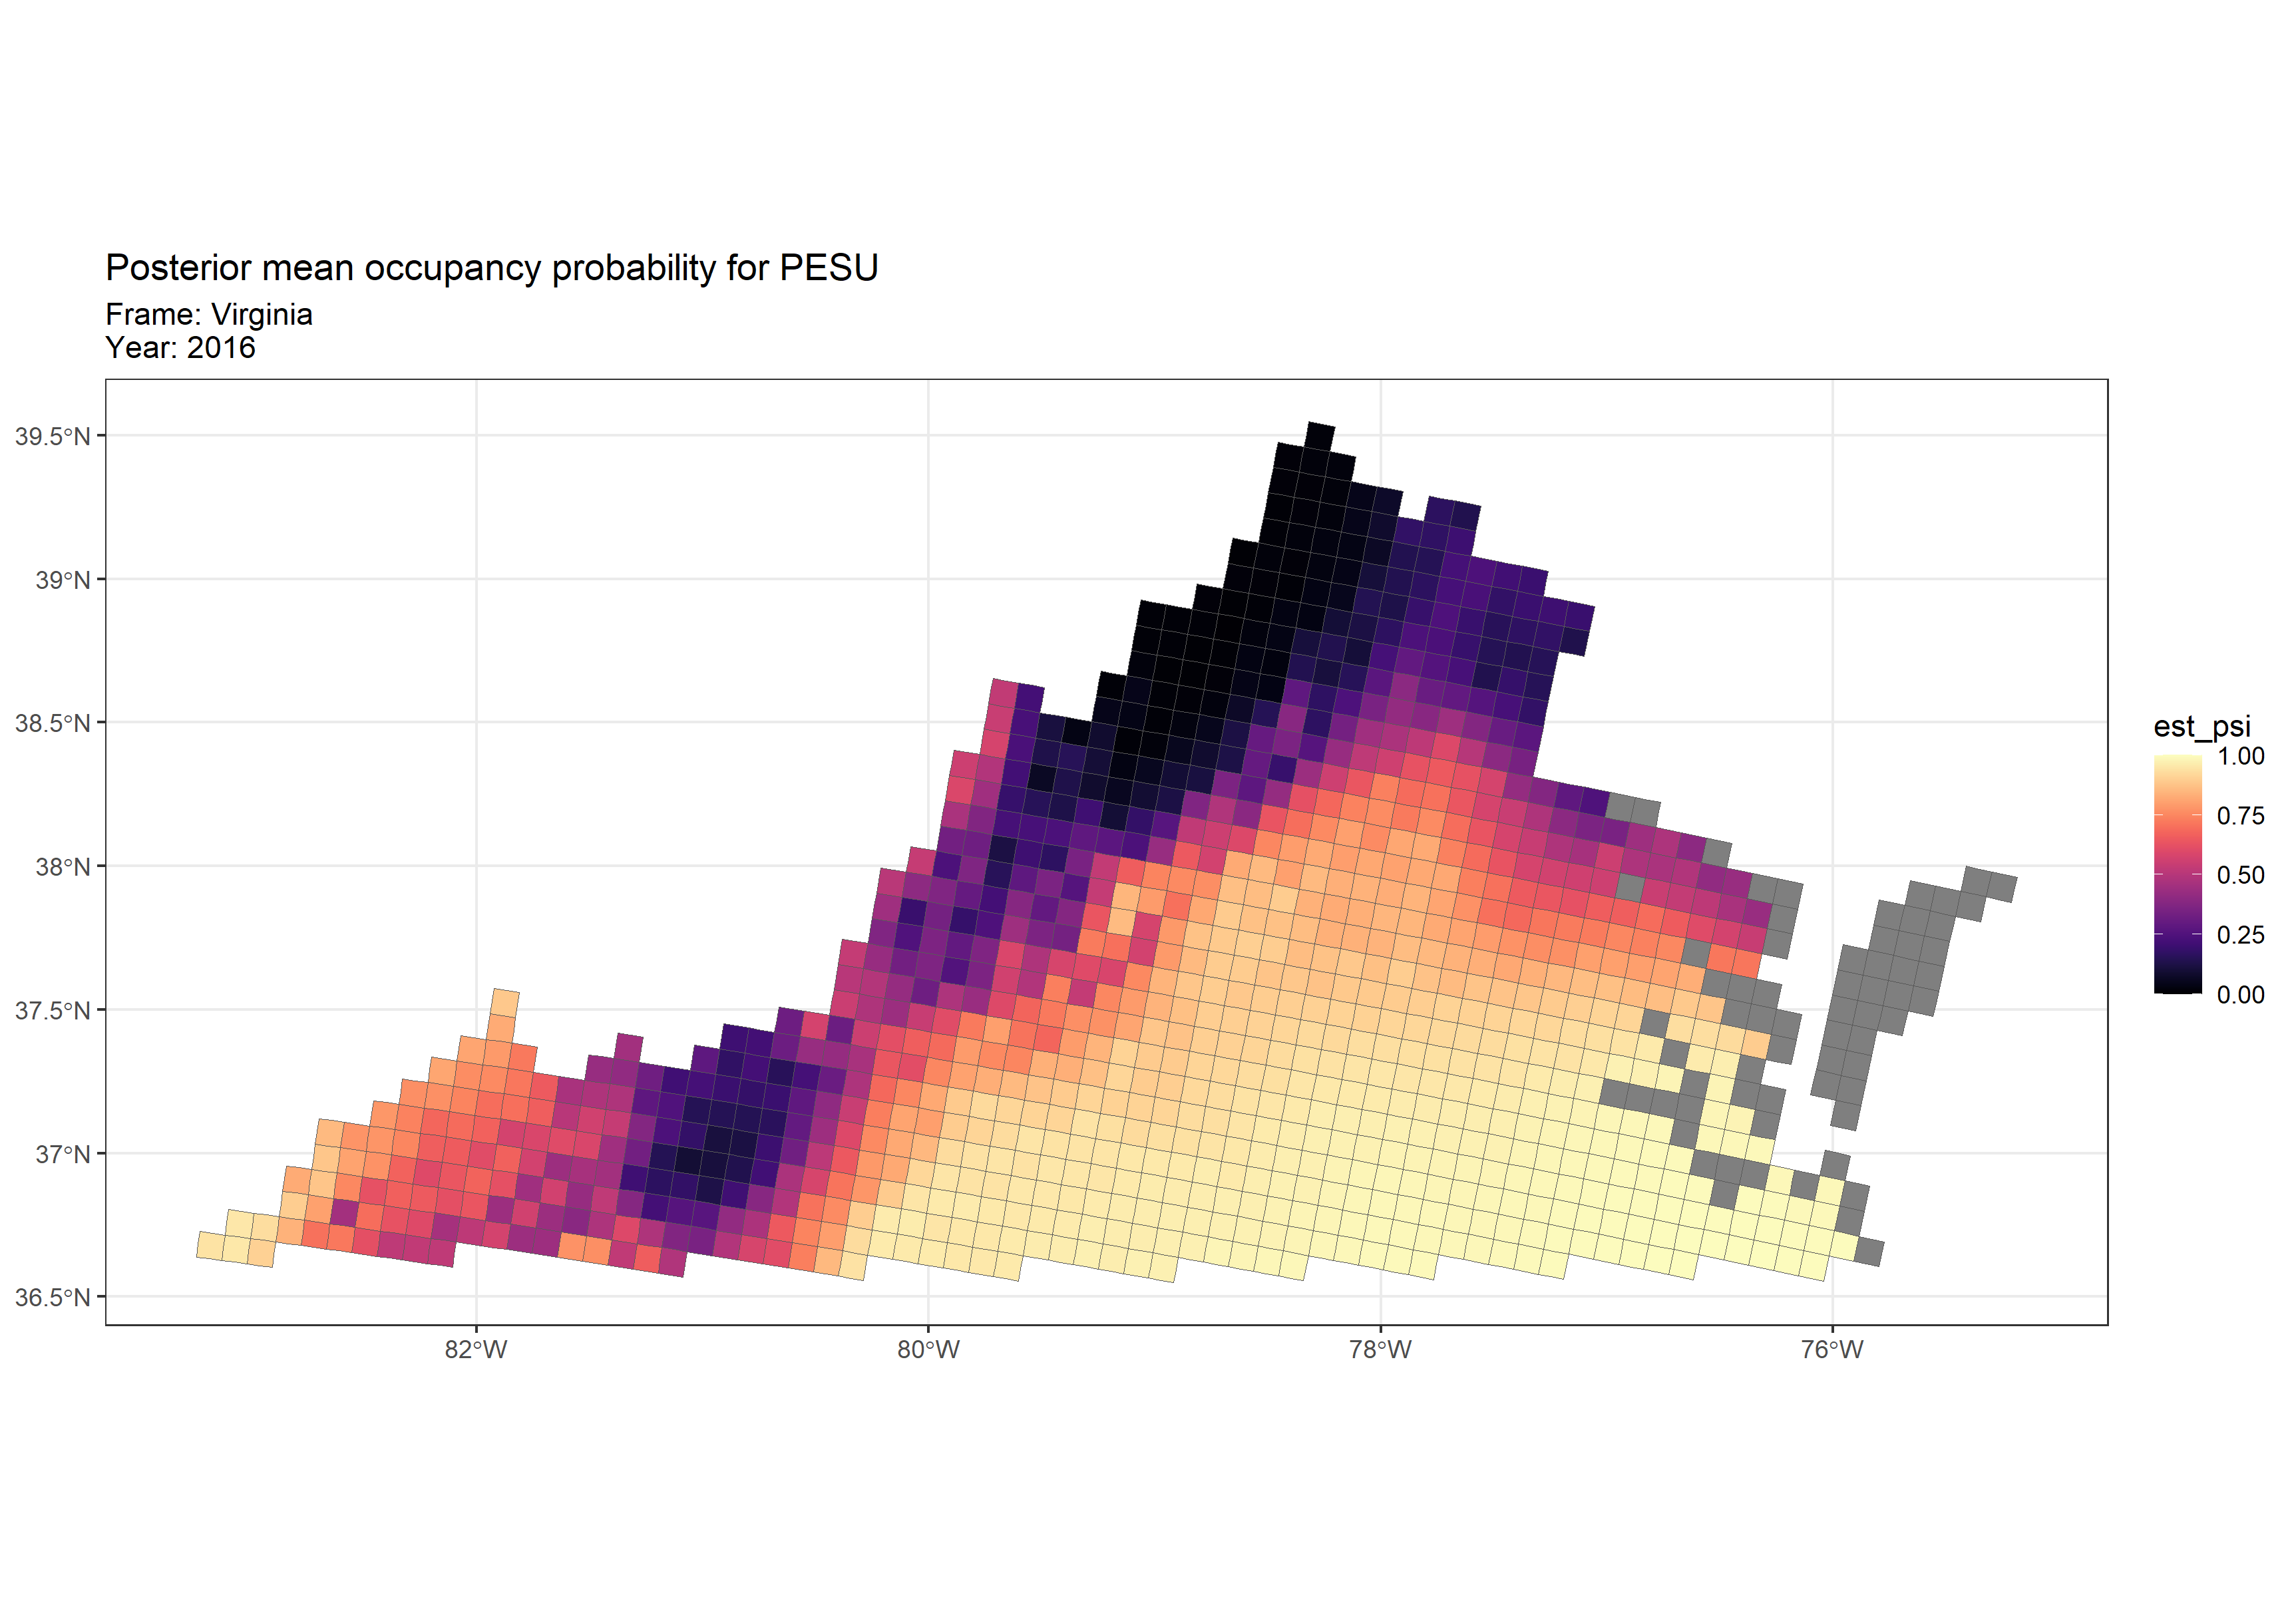 Posterior mean occupancy probability for PESU
Frame: Virginia
Year: 2016
39.5°N
39°N
38.5°N
38°N
37.5°N
37°N
36.5°N
82°W
80°W
78°W
76°W
est_psi
1.00
0.75
0.50
0.25
0.00